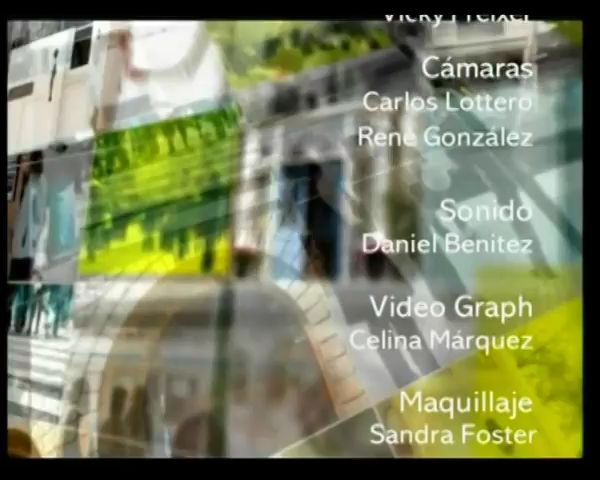 Cámaras
Carlos Lottero
René González
Sonido
Daniel Benitez
Video Graph
Celina Márquez
Maquillaje
Sandra Foster